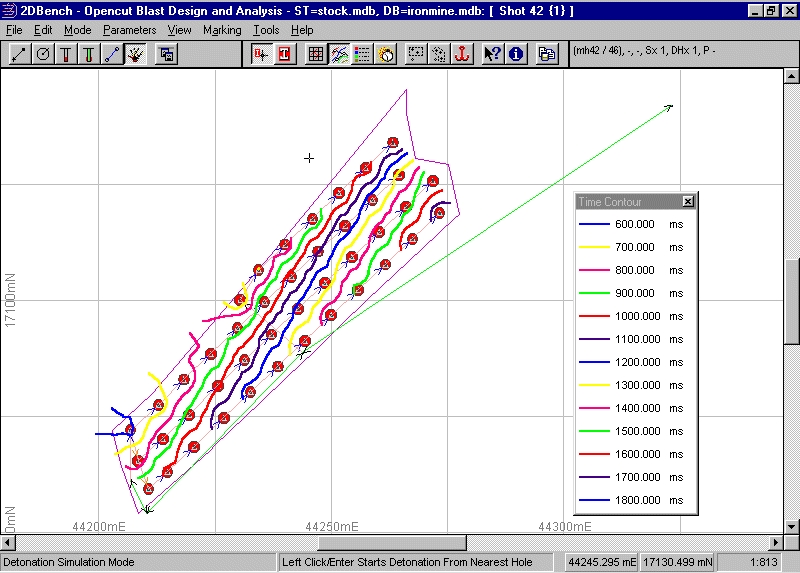 2DBench - Opencut Blast Design and Analysis - ST=stock.mdb, DB=ironmine.mdb: [ Shot 42 {1} ]
File Edit Mode Parameters View Marking Tools Help
(mh42 / 46), -, -, Sx 1, DHx 1, P -
Time Contour
600.000 ms
700.000 ms
800.000 ms
900.000 ms
1000.000 ms
1100.000 ms
1200.000 ms
1300.000 ms
1400.000 ms
1500.000 ms
1600.000 ms
1700.000 ms
1800.000 ms
17100mN
0mN
44200mE 44250mE 44300mE
Detonation Simulation Mode Left Click/Enter Starts Detonation From Nearest Hole 44245.295 mE 17130.499 mN 1:813